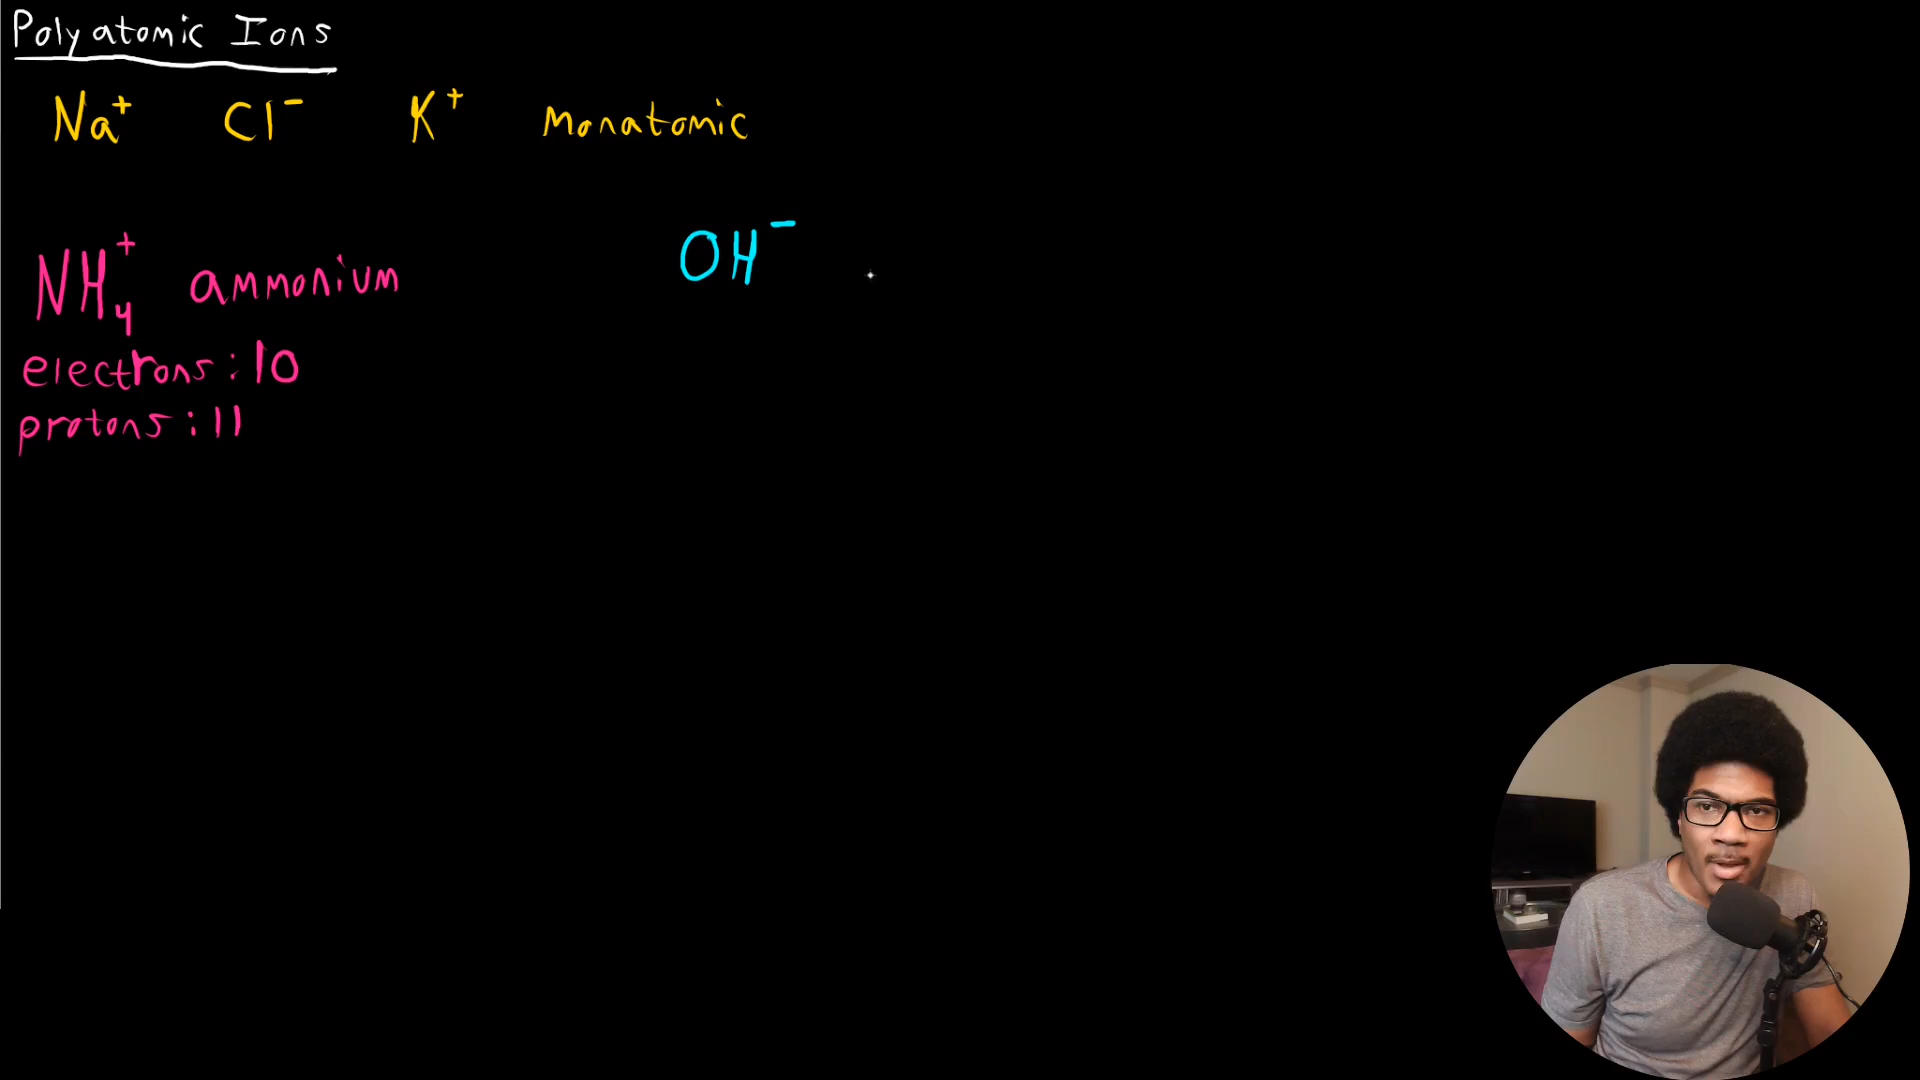 Polyatomic Ions
Na⁺ Cl⁻ K⁺ Monatomic
NH₄⁺ ammonium
OH⁻
electrons: 10
protons: 11